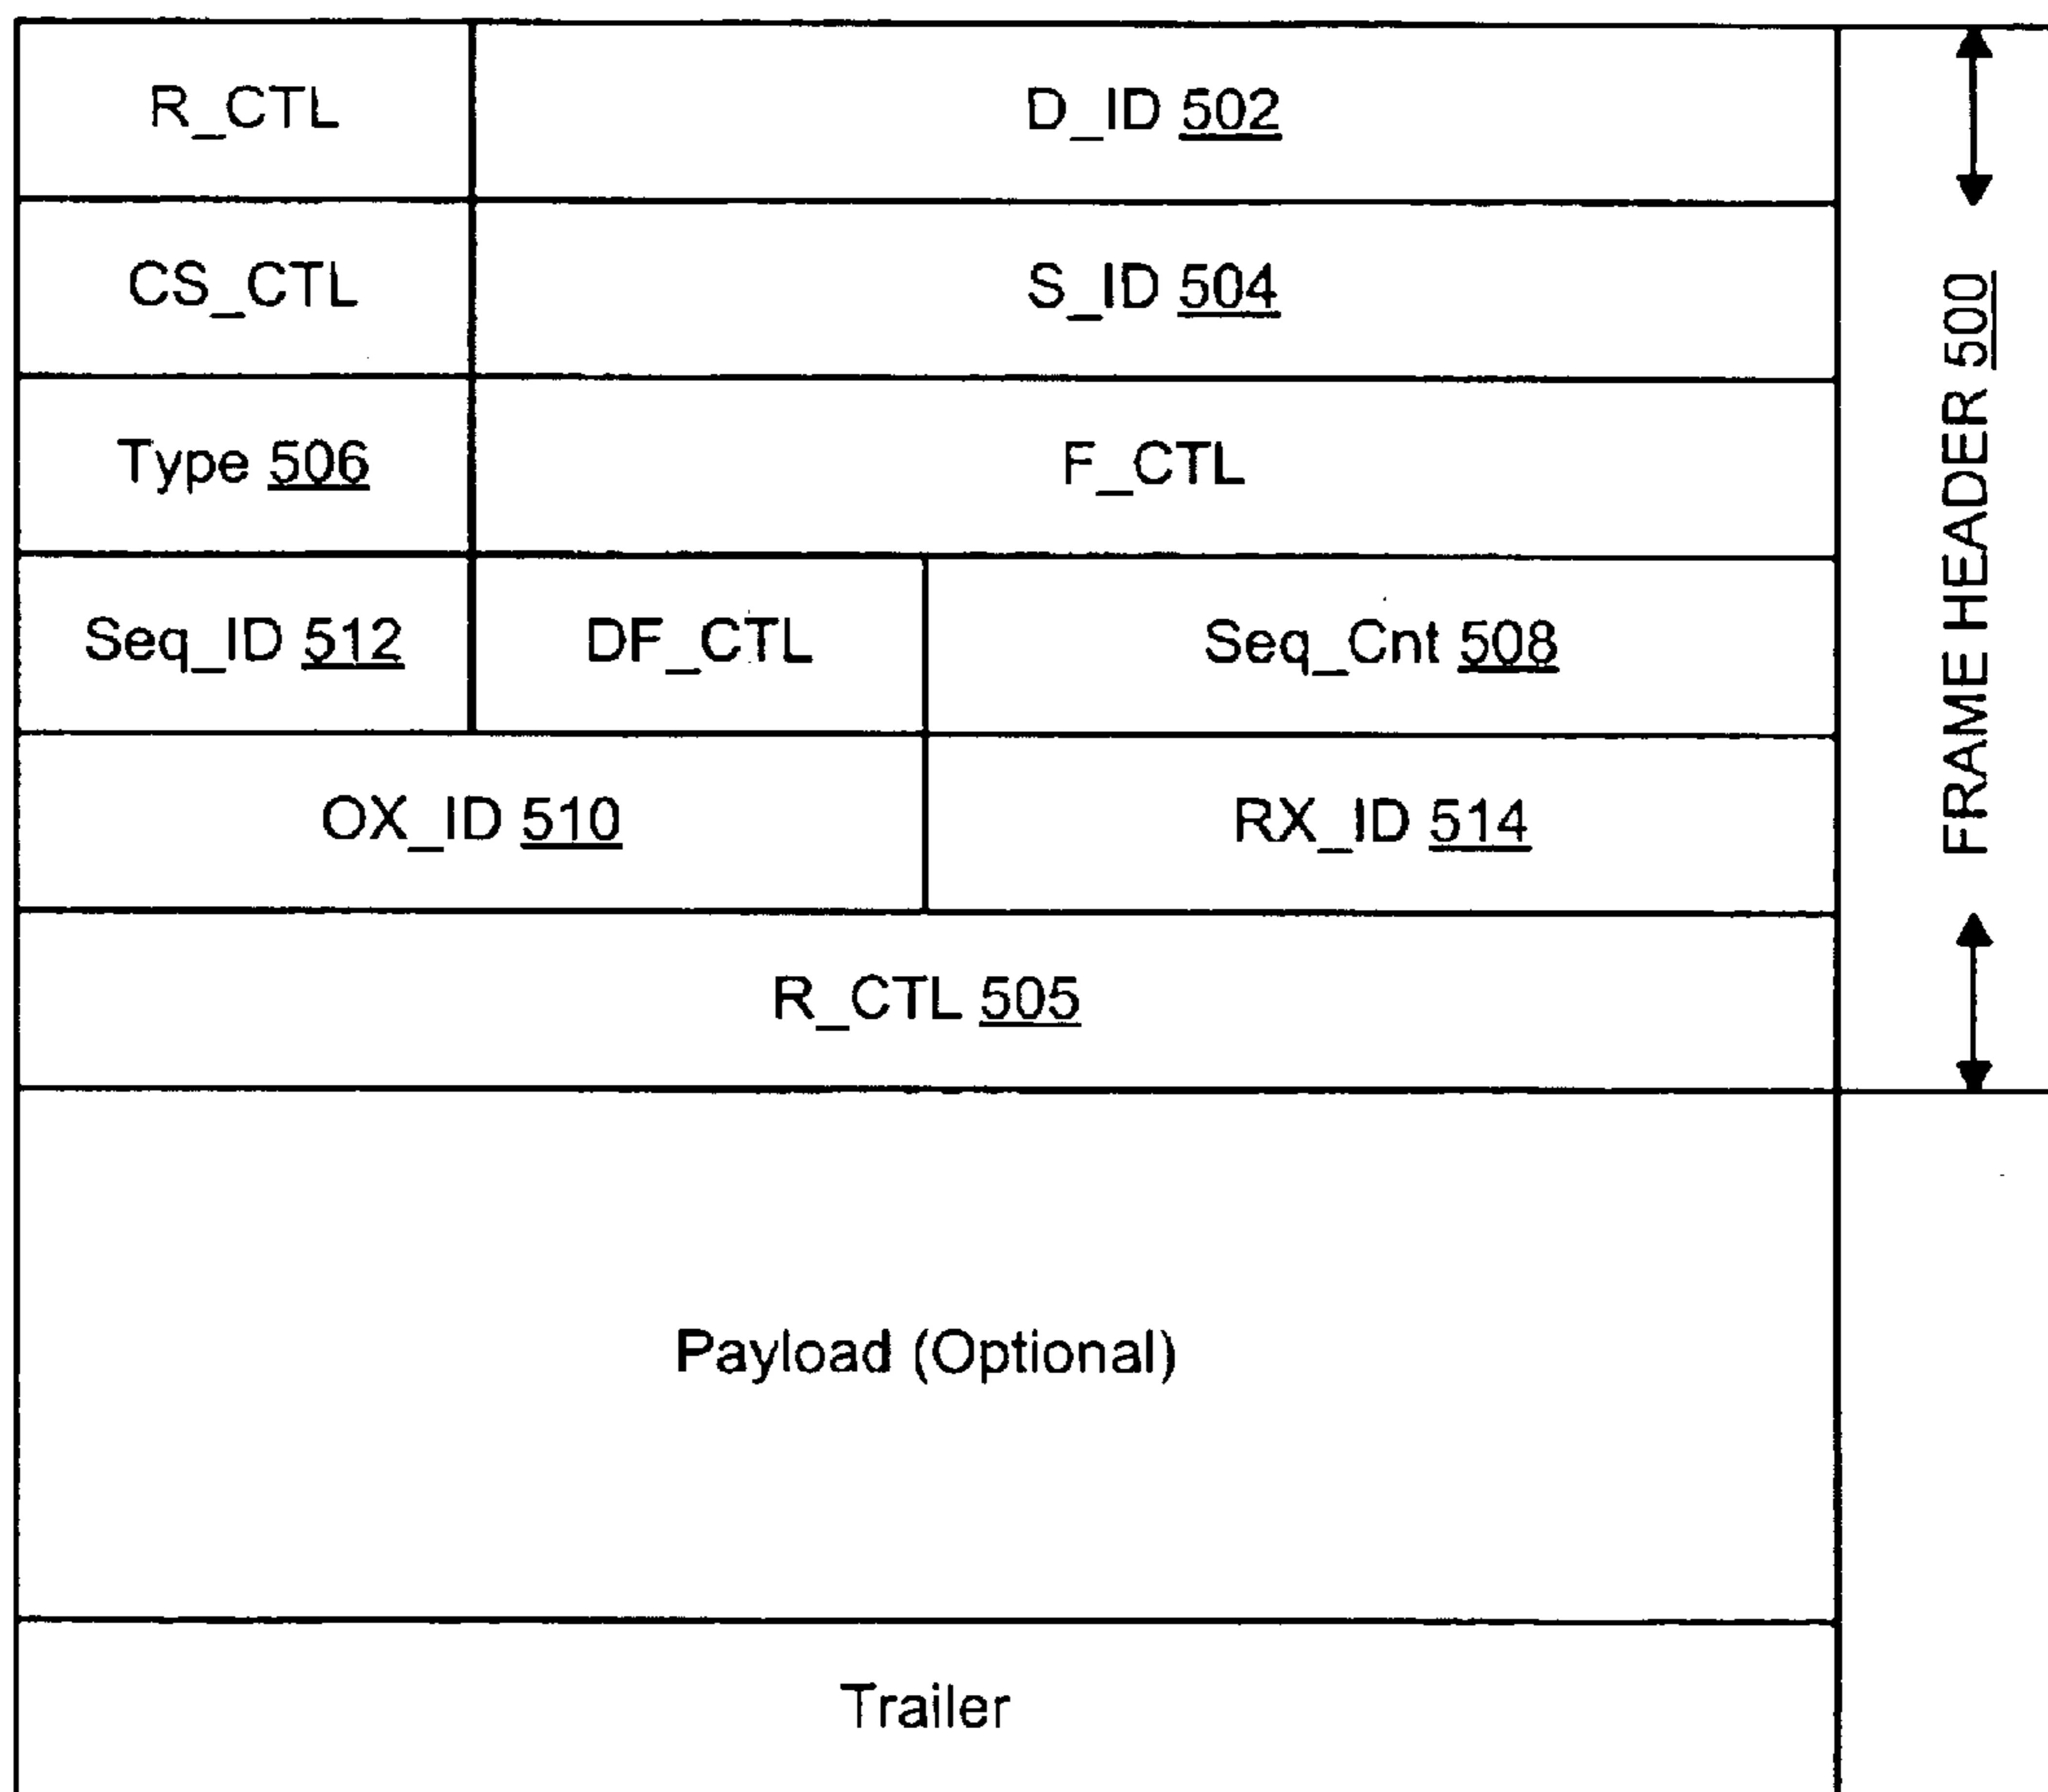 R_CTL
D_ID 502
CS_CTL
S_ID 504
Type 506
F_CTL
Seq_ID 512
DF_CTL
Seq_Cnt 508
OX_ID 510
RX_ID 514
R_CTL 505
FRAME HEADER 500
Payload (Optional)
Trailer